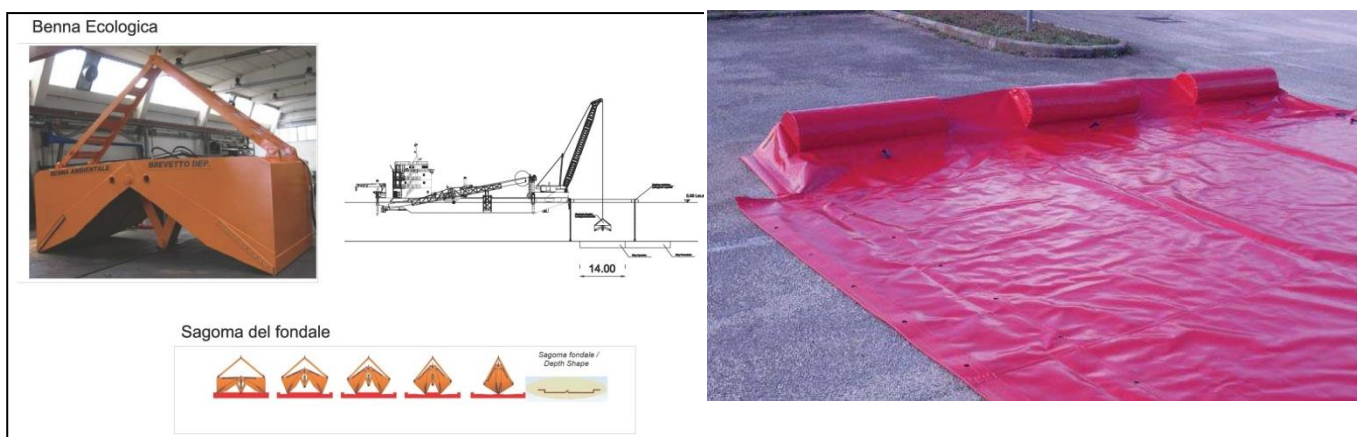 Benna Ecologica
BENNA AMBIENTALE
BREVETTO DEP.
14.00
Sagoma del fondale
Sagoma fondale /
Depth Shape